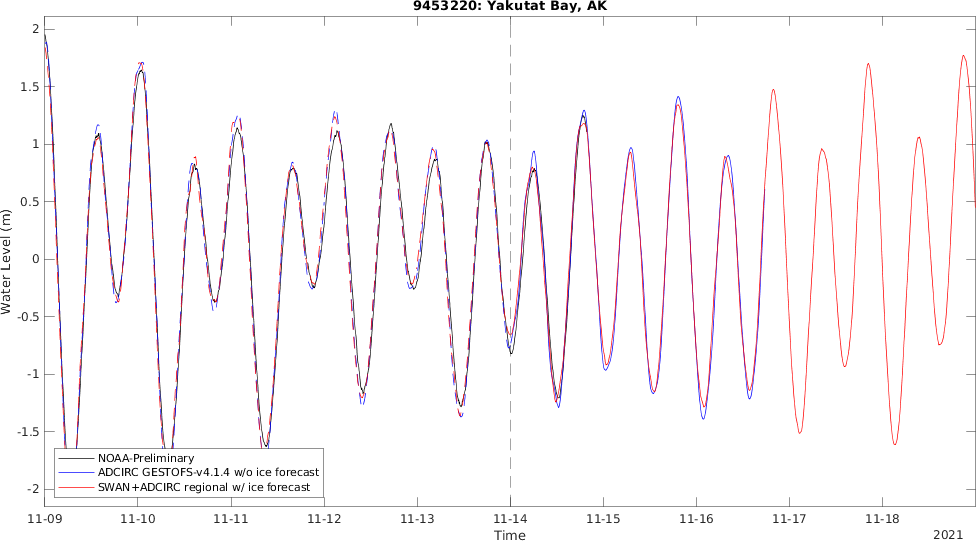 9453220: Yakutat Bay, AK
Water Level (m)
2
1.5
1
0.5
0
-0.5
-1
-1.5
-2
NOAA-Preliminary
ADCIRC GESTOFS-v4.1.4 w/o ice forecast
SWAN+ADCIRC regional w/ ice forecast
11-09 11-10 11-11 11-12 11-13 11-14 11-15 11-16 11-17 11-18
Time
2021